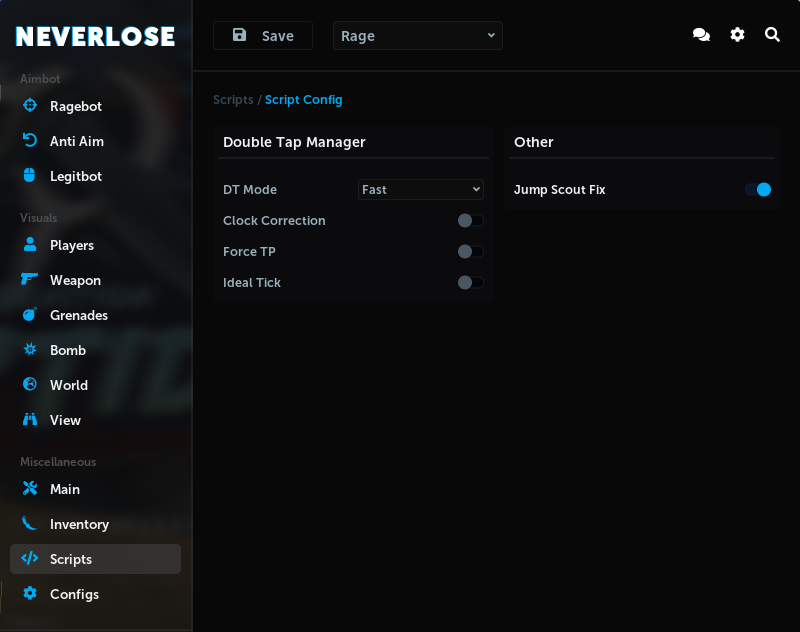 NEVERLOSE
Aimbot
Ragebot
Anti Aim
Legitbot
Visuals
Players
Weapon
Grenades
Bomb
World
View
Miscellaneous
Main
Inventory
Scripts
Configs
Save
Rage
Scripts / Script Config
Double Tap Manager
DT Mode Fast
Clock Correction
Force TP
Ideal Tick
Other
Jump Scout Fix